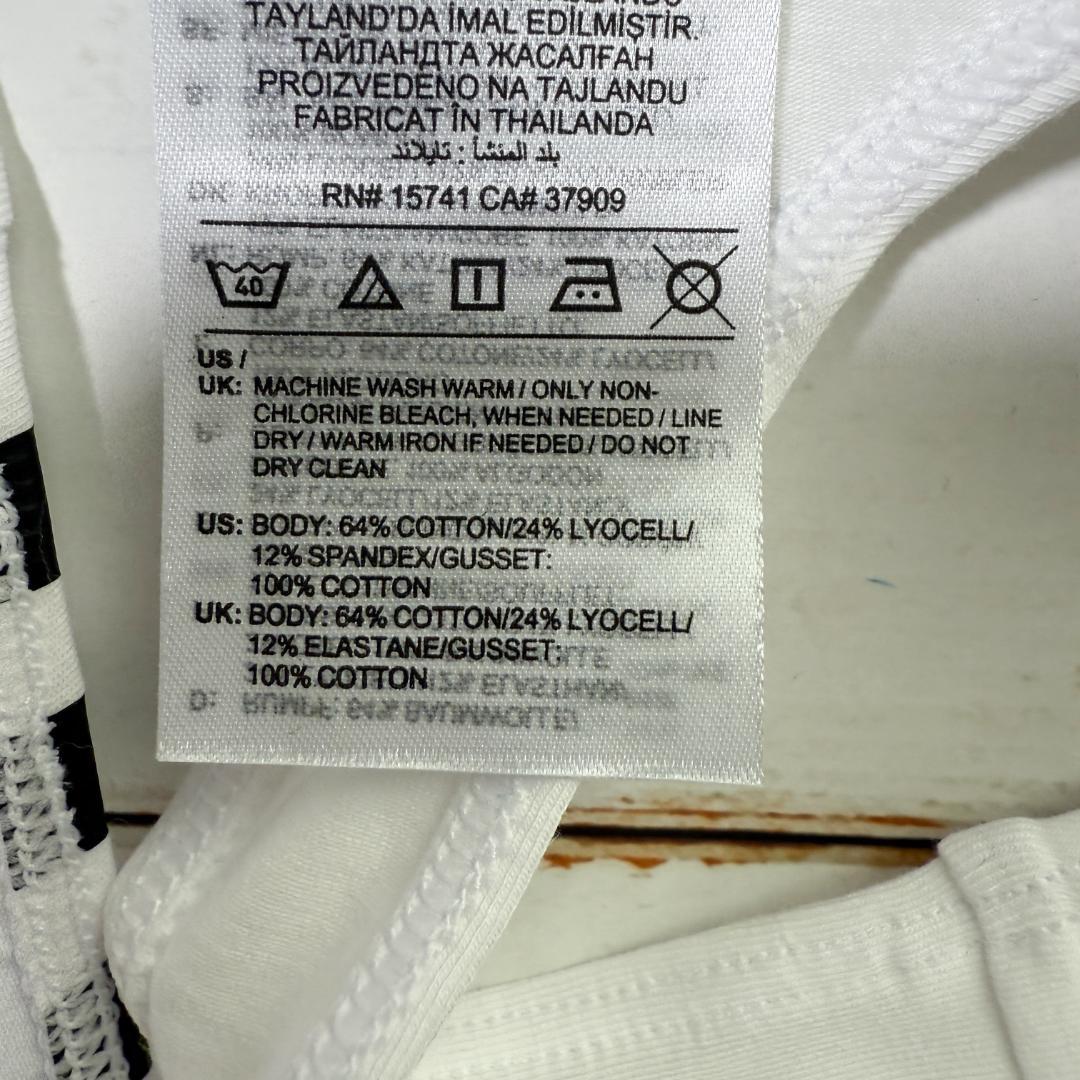 TAYLAND'DA İMAL EDİLMİŞTİR.
ТАЙЛАНДТА ЖАСАЛҒАН
PROIZVEDENO NA TAJLANDU
FABRICAT ÎN THAILANDA
بلد المنشأ : تايلاند
RN# 15741 CA# 37909
40
US /
UK: MACHINE WASH WARM / ONLY NON-
CHLORINE BLEACH, WHEN NEEDED / LINE
DRY / WARM IRON IF NEEDED / DO NOT
DRY CLEAN
US: BODY: 64% COTTON/24% LYOCELL/
12% SPANDEX/GUSSET:
100% COTTON
UK: BODY: 64% COTTON/24% LYOCELL/
12% ELASTANE/GUSSET:
100% COTTON